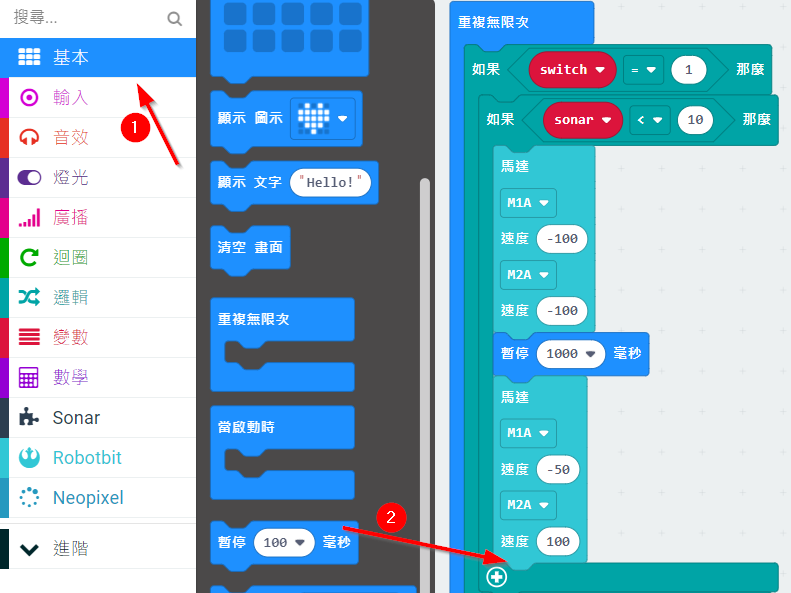 搜尋...
基本
輸入
音效
燈光
廣播
迴圈
邏輯
變數
數學
Sonar
Robotbit
Neopixel
進階
1
顯示 圖示
顯示 文字 "Hello!"
清空 畫面
重複無限次
當啟動時
暫停 100 毫秒
2
重複無限次
如果 switch = 1 那麼
如果 sonar < 10 那麼
馬達
M1A
速度 -100
M2A
速度 -100
暫停 1000 毫秒
馬達
M1A
速度 -50
M2A
速度 100